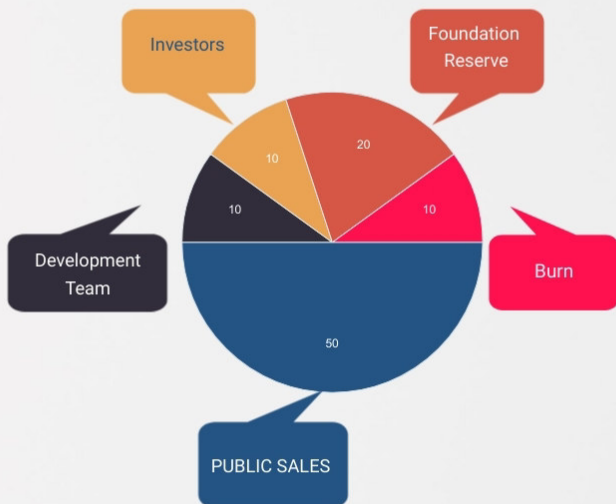 Investors
Foundation
Reserve
10
20
10
10
Development
Team
Burn
50
PUBLIC SALES